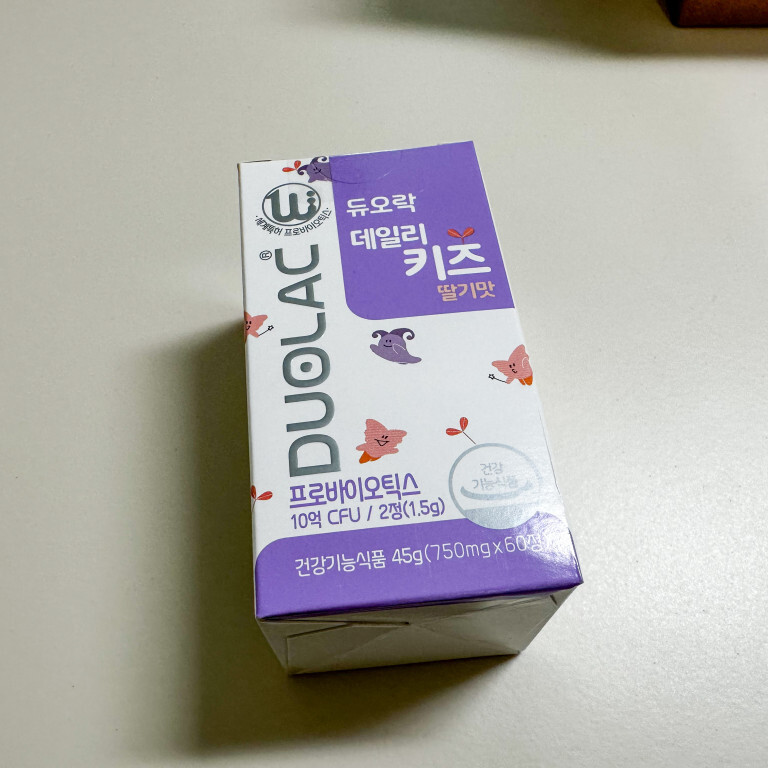 ·세계특허 프로바이오틱스·
DUOLAC®
듀오락
데일리
키즈
딸기맛
프로바이오틱스
10억 CFU / 2정(1.5g)
건강
기능식품
건강기능식품 45g(750mg x 60정)